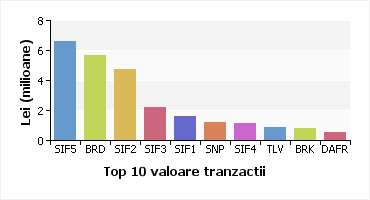 Lei (milioane)
8
6
4
2
0
SIF5 BRD SIF2 SIF3 SIF1 SNP SIF4 TLV BRK DAFR
Top 10 valoare tranzactii